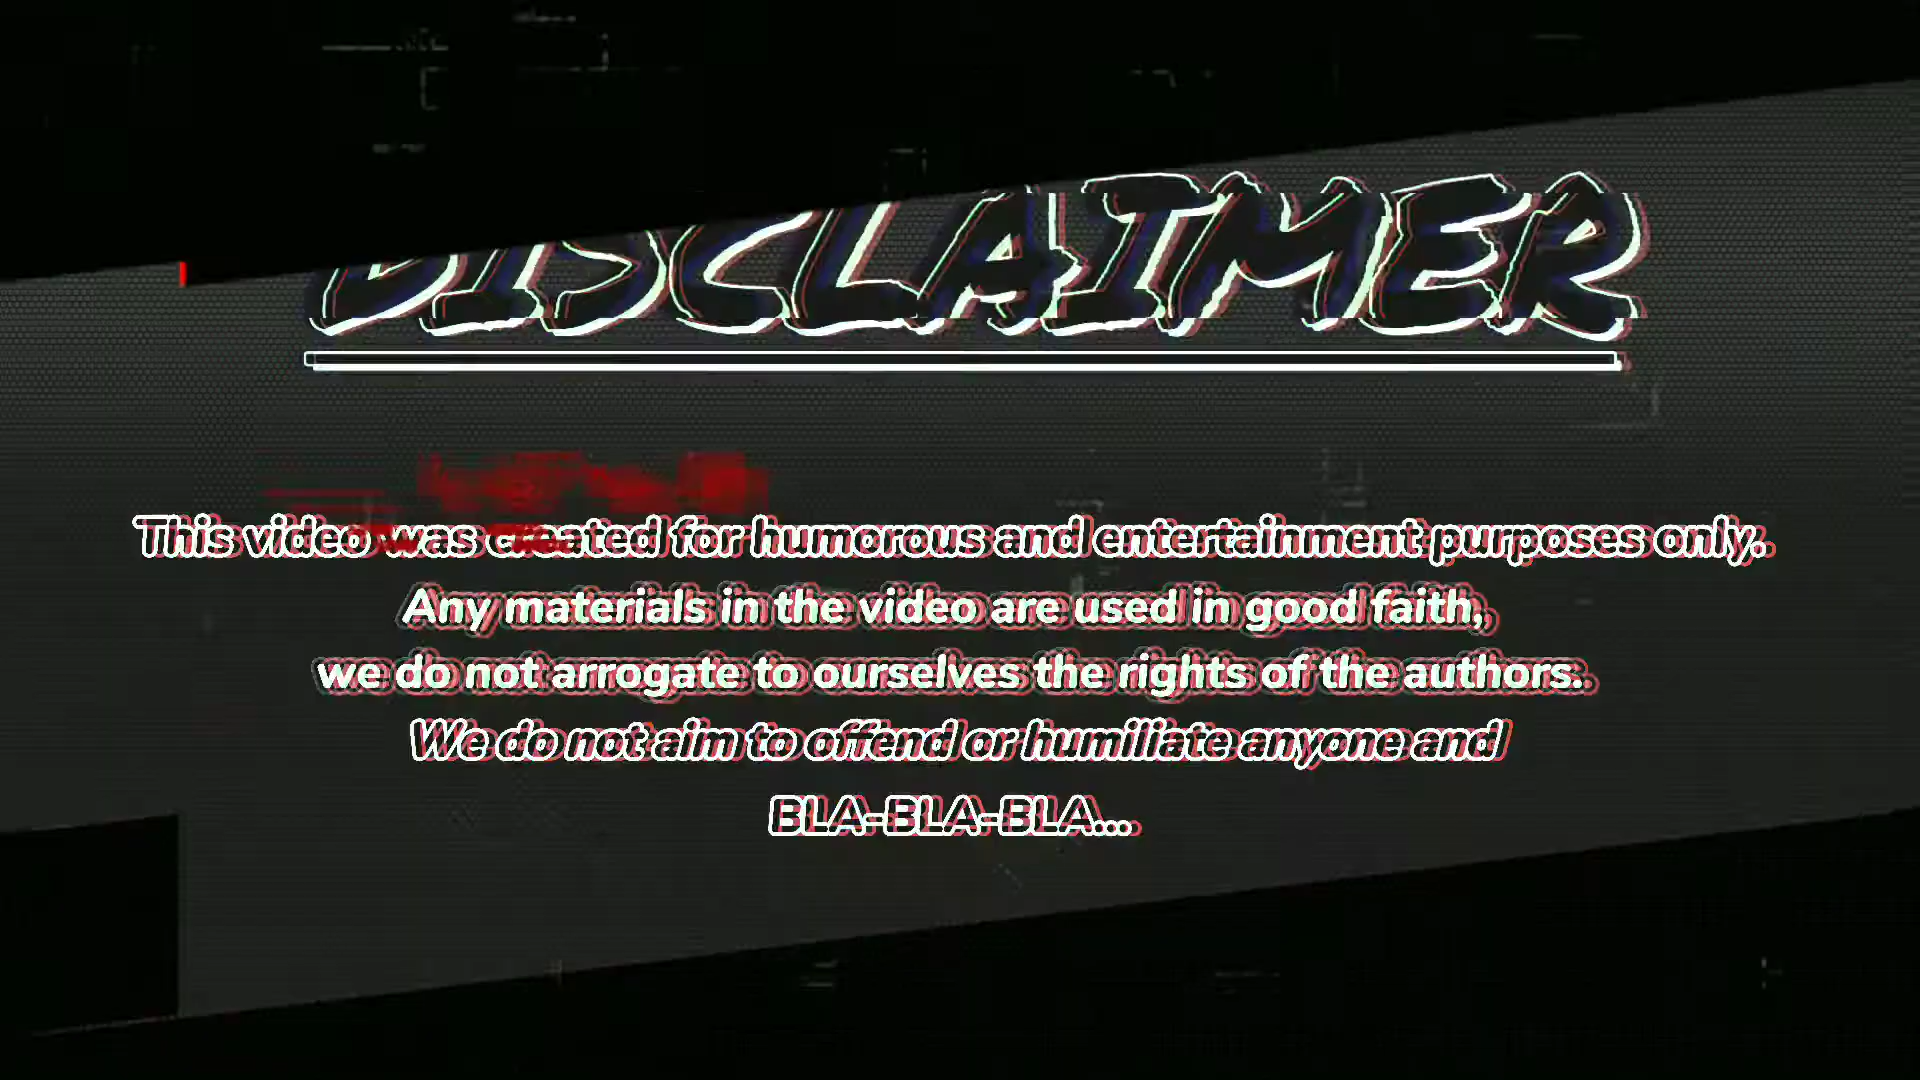 DISCLAIMER
This video was created for humorous and entertainment purposes only.
Any materials in the video are used in good faith,
we do not arrogate to ourselves the rights of the authors.
We do not aim to offend or humiliate anyone and
BLA-BLA-BLA...